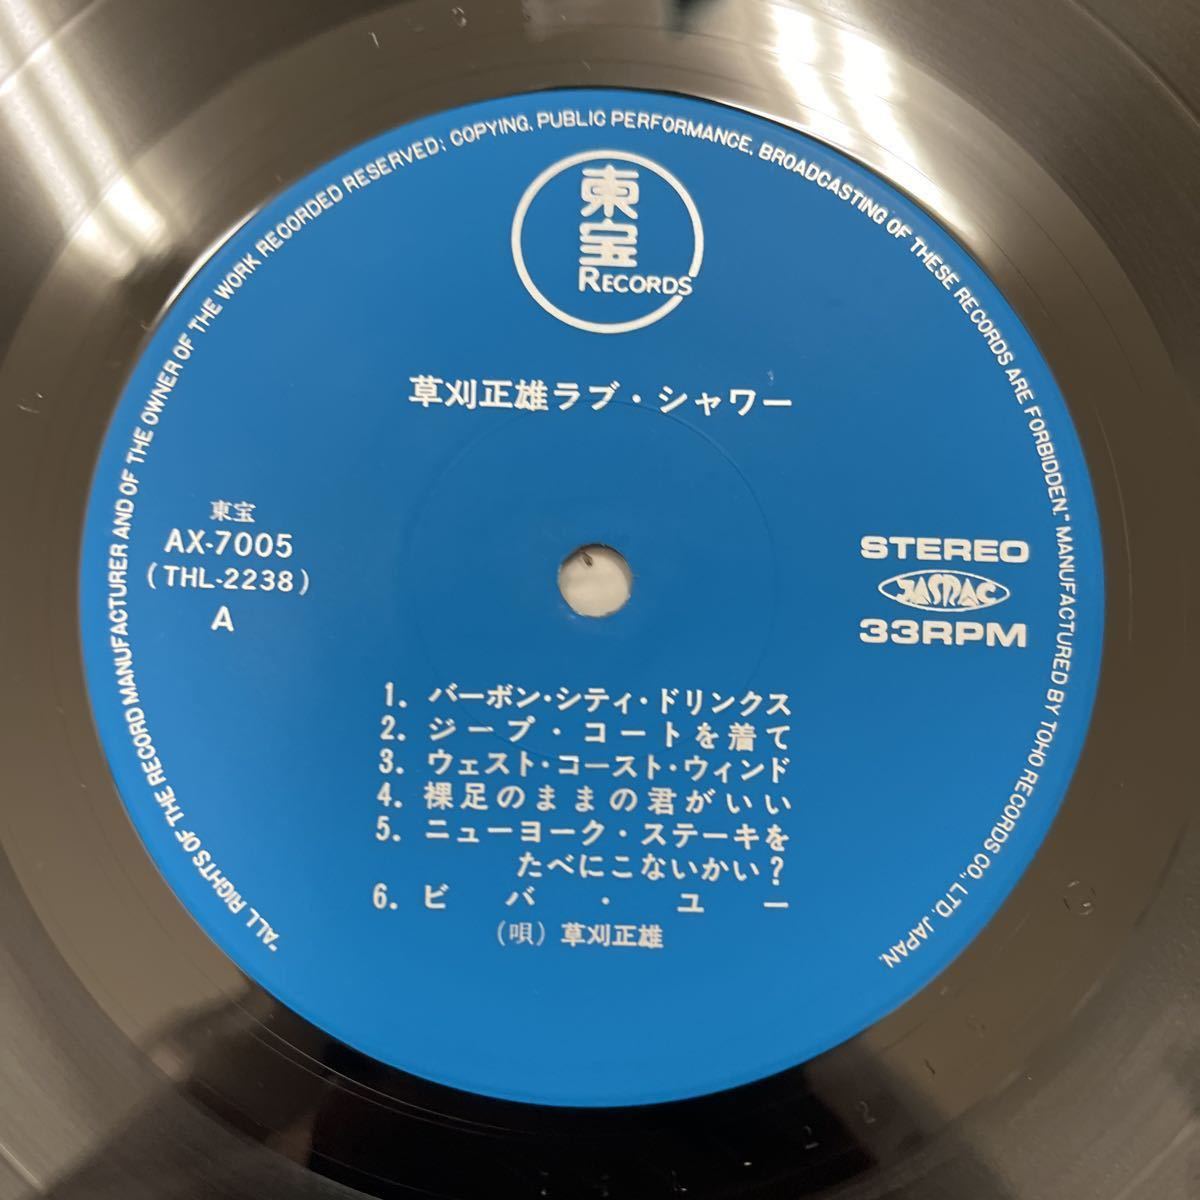 "ALL RIGHTS OF THE RECORD MANUFACTURER AND OF THE OWNER OF THE WORK RECORDED RESERVED; COPYING, PUBLIC PERFORMANCE, BROADCASTING OF THESE RECORDS ARE FORBIDDEN." MANUFACTURED BY TOHO RECORDS CO., LTD. JAPAN.
東宝
RECORDS
草刈正雄ラブ・シャワー
東宝
AX-7005
(THL-2238)
A
STEREO
JASRAC
33RPM
1. バーボン・シティ・ドリンクス
2. ジープ・コートを着て
3. ウェスト・コースト・ウィンド
4. 裸足のままの君がいい
5. ニューヨーク・ステーキを
たべにこないかい?
6. ビバ・ユー
(唄) 草刈正雄